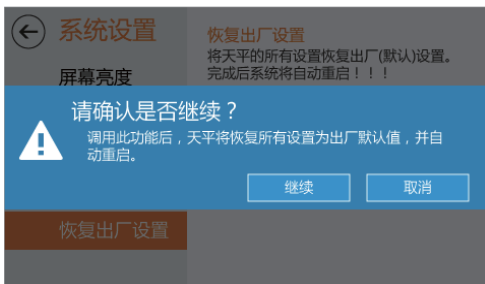 系统设置
恢复出厂设置
将天平的所有设置恢复出厂(默认)设置。
完成后系统将自动重启！！！
屏幕亮度
请确认是否继续？
调用此功能后，天平将恢复所有设置为出厂默认值，并自
动重启。
继续
取消
恢复出厂设置